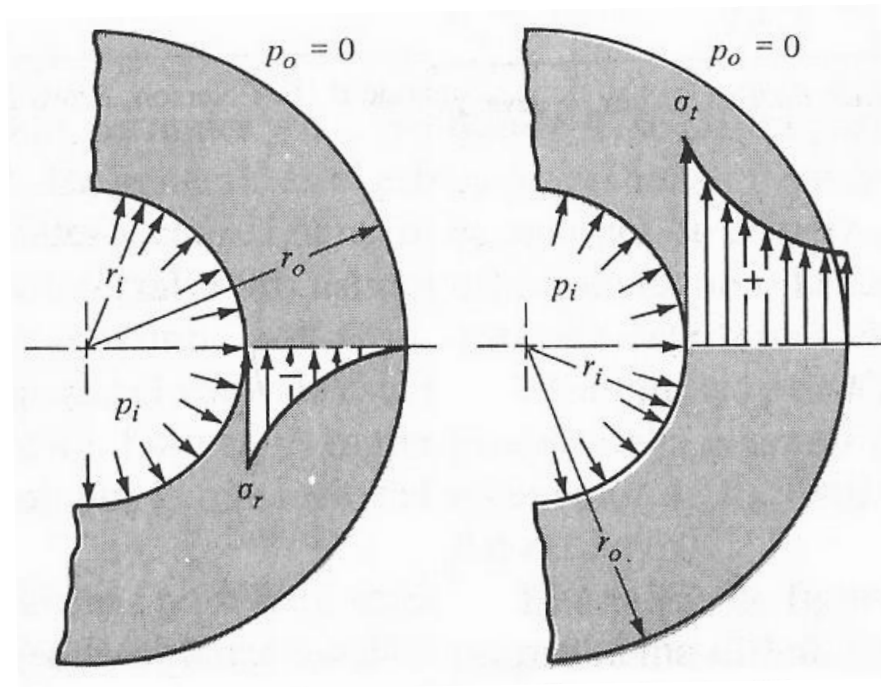 p_o = 0
r_i
r_o
p_i
−
σ_r
p_o = 0
σ_t
p_i
+
r_i
r_o